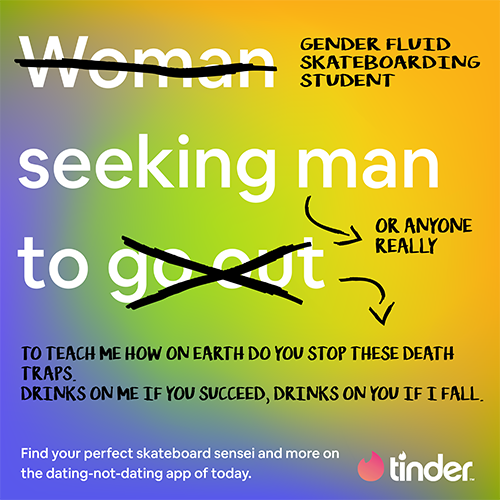 Woman
GENDER FLUID
SKATEBOARDING
STUDENT
seeking man
OR ANYONE
REALLY
to go out
TO TEACH ME HOW ON EARTH DO YOU STOP THESE DEATH
TRAPS.
DRINKS ON ME IF YOU SUCCEED, DRINKS ON YOU IF I FALL.
Find your perfect skateboard sensei and more on
the dating-not-dating app of today.
tinder™